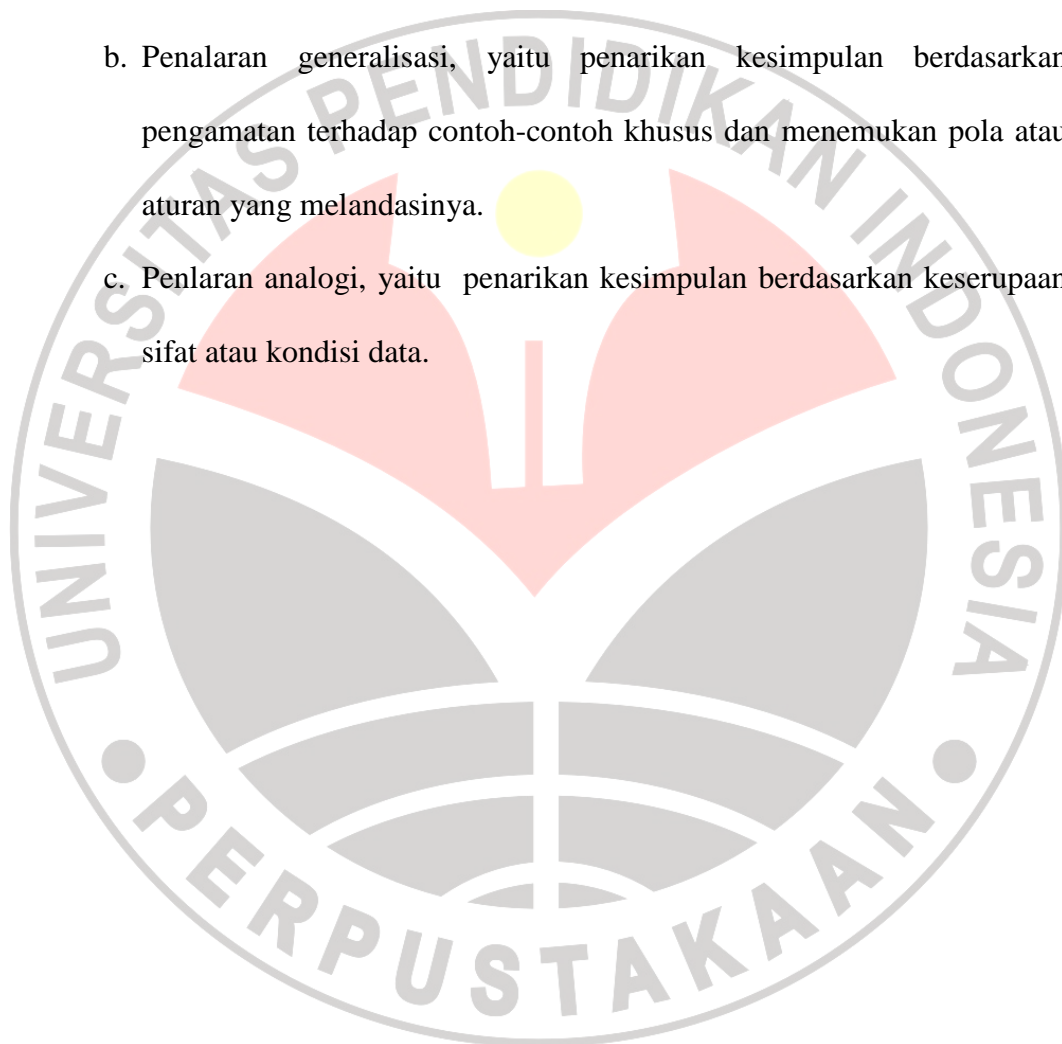 b. Penalaran generalisasi, yaitu penarikan kesimpulan berdasarkan
pengamatan terhadap contoh-contoh khusus dan menemukan pola atau
aturan yang melandasinya.
c. Penlaran analogi, yaitu penarikan kesimpulan berdasarkan keserupaan
sifat atau kondisi data.
UNIVERSITAS PENDIDIKAN INDONESIA
PERPUSTAKAAN